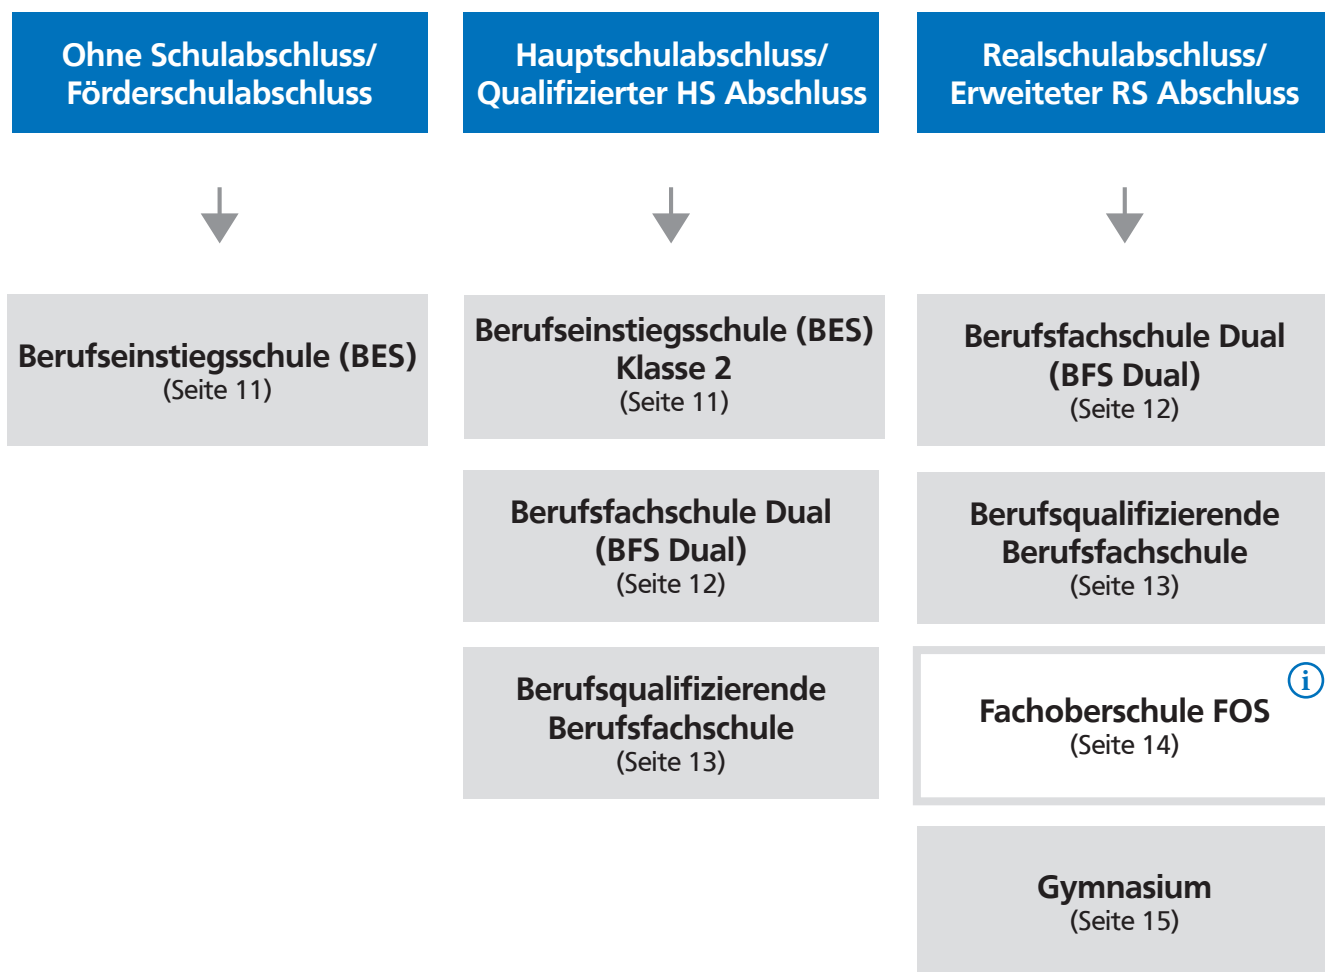 Ohne Schulabschluss/
Förderschulabschluss
Hauptschulabschluss/
Qualifizierter HS Abschluss
Realschulabschluss/
Erweiteter RS Abschluss
Berufseinstiegsschule (BES)
(Seite 11)
Berufseinstiegsschule (BES)
Klasse 2
(Seite 11)
Berufsfachschule Dual
(BFS Dual)
(Seite 12)
Berufsqualifizierende
Berufsfachschule
(Seite 13)
Berufsfachschule Dual
(BFS Dual)
(Seite 12)
Berufsqualifizierende
Berufsfachschule
(Seite 13)
i
Fachoberschule FOS
(Seite 14)
Gymnasium
(Seite 15)